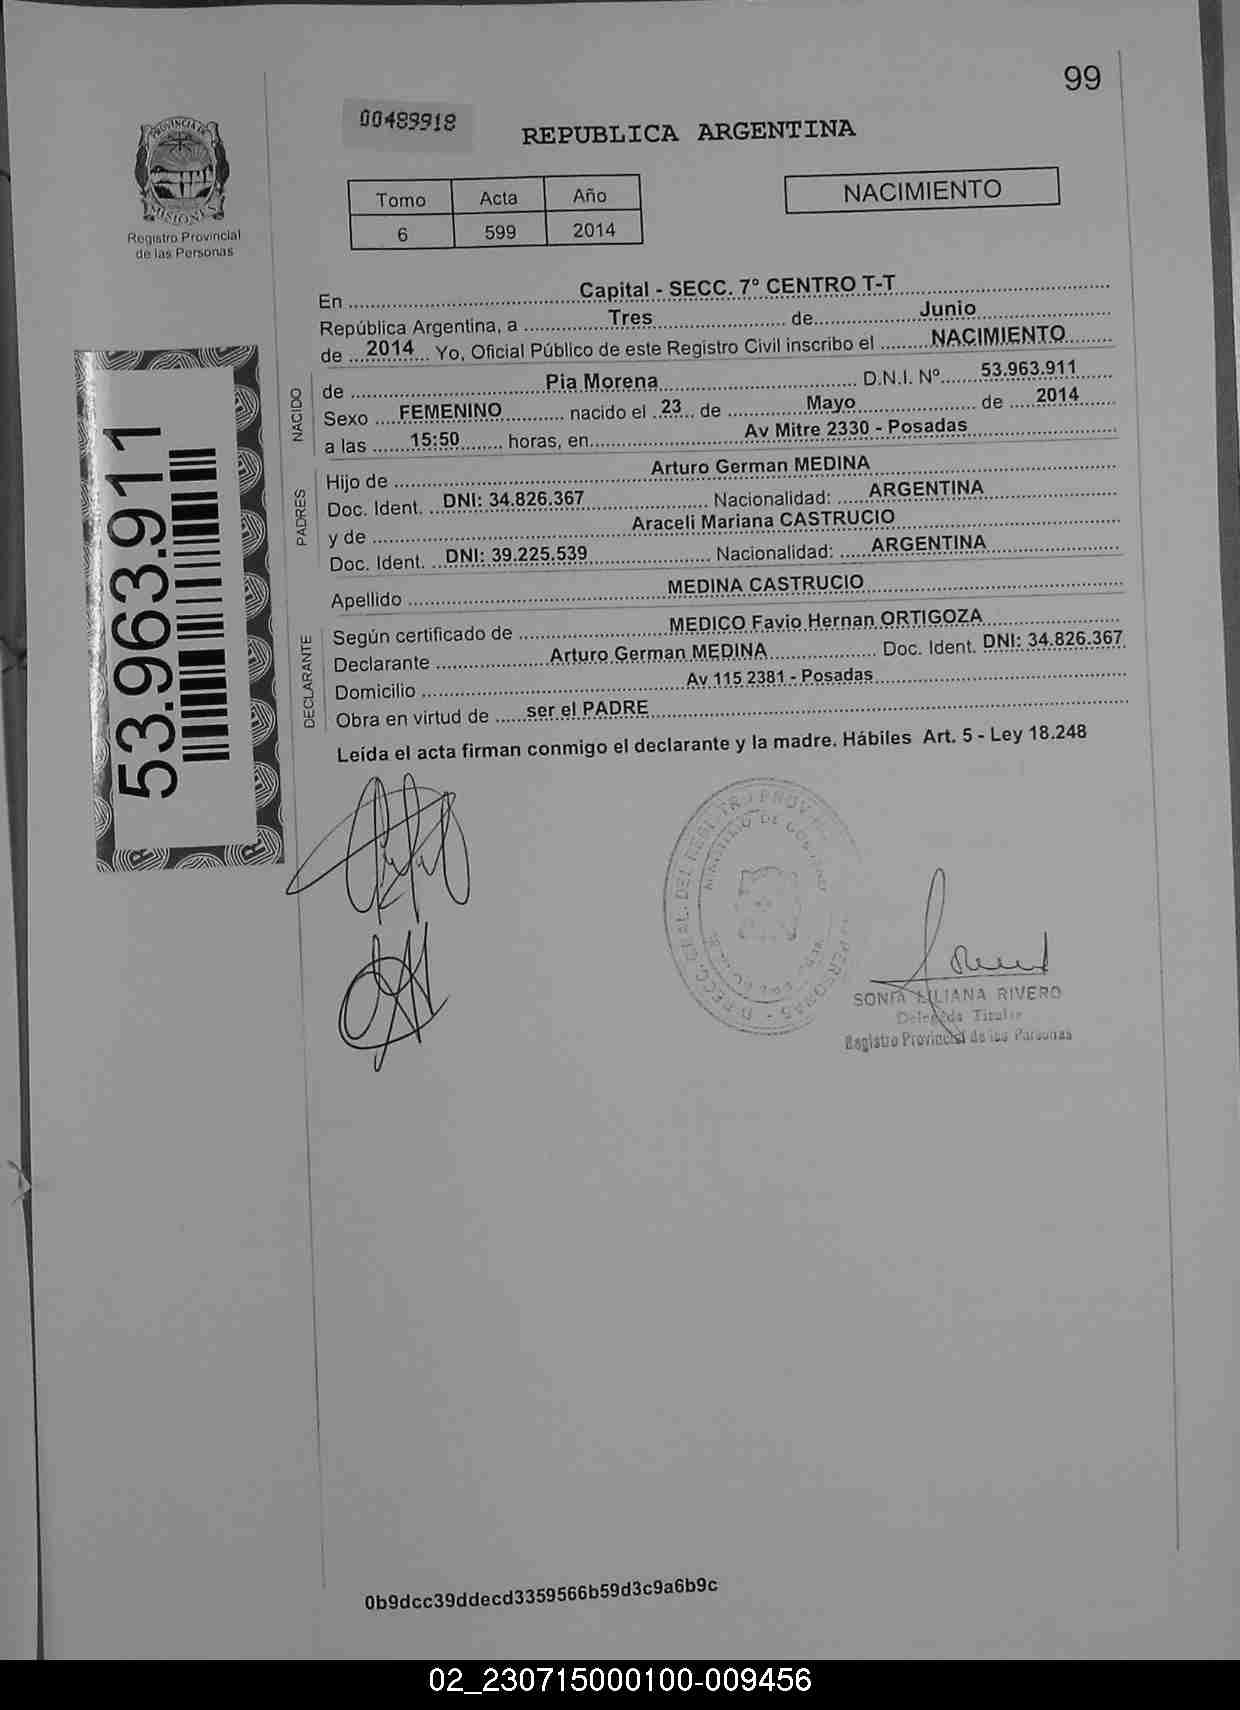 99
00489918
REPUBLICA ARGENTINA
PROVINCIA DE
MISIONES
Registro Provincial
de las Personas
Tomo Acta Año
6 599 2014
NACIMIENTO
En Capital - SECC. 7º CENTRO T-T
República Argentina, a Tres de Junio
de 2014 Yo, Oficial Público de este Registro Civil inscribo el NACIMIENTO
NACIDO
de Pia Morena D.N.I. Nº 53.963.911
Sexo FEMENINO nacido el 23 de Mayo de 2014
a las 15:50 horas, en Av Mitre 2330 - Posadas
PADRES
Hijo de Arturo German MEDINA
Doc. Ident. DNI: 34.826.367 Nacionalidad: ARGENTINA
y de Araceli Mariana CASTRUCIO
Doc. Ident. DNI: 39.225.539 Nacionalidad: ARGENTINA
Apellido MEDINA CASTRUCIO
DECLARANTE
Según certificado de MEDICO Favio Hernan ORTIGOZA
Declarante Arturo German MEDINA Doc. Ident. DNI: 34.826.367
Domicilio Av 115 2381 - Posadas
Obra en virtud de ser el PADRE
Leída el acta firman conmigo el declarante y la madre. Hábiles Art. 5 - Ley 18.248
53.963.911
SONIA LILIANA RIVERO
Delegada Titular
Registro Provincial de las Personas
0b9dcc39ddecd3359566b59d3c9a6b9c
02_230715000100-009456